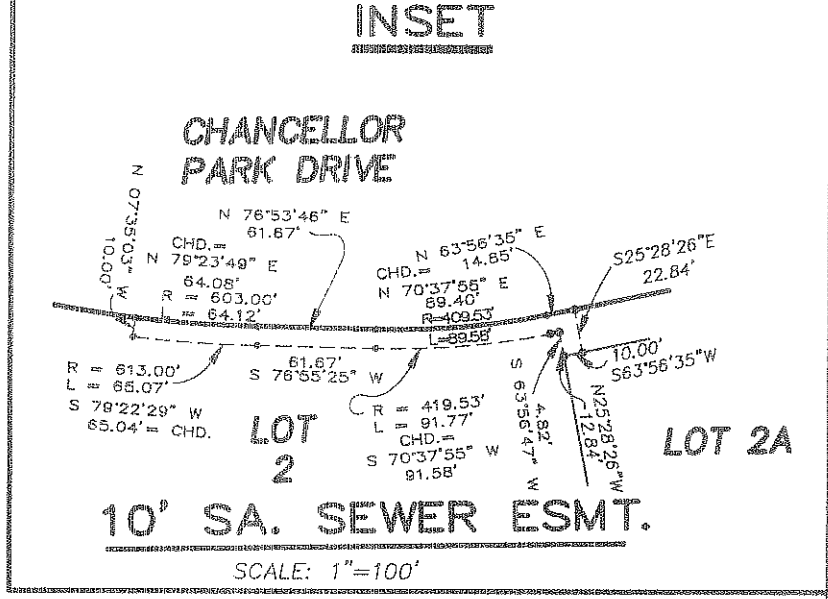 INSET
CHANCELLOR
PARK DRIVE
N 07°35'03" W
10.00'
N 76°53'46" E
61.67'
CHD.=
N 79°23'49" E
64.08'
R = 603.00'
= 64.12'
N 63°56'35" E
14.85'
CHD.=
N 70°37'55" E
89.40'
R=409.53'
L=89.58'
S25°28'26"E
22.84'
R = 613.00'
L = 65.07'
S 79°22'29" W
65.04'= CHD.
61.67'
S 76°55'25" W
R = 419.53'
L = 91.77'
CHD.=
S 70°37'55" W
91.58'
4.82'
S 63°56'47" W
10.00'
S63°56'35"W
N25°28'26"W
12.84'
LOT
2
LOT 2A
10' SA. SEWER ESMT.
SCALE: 1"=100'